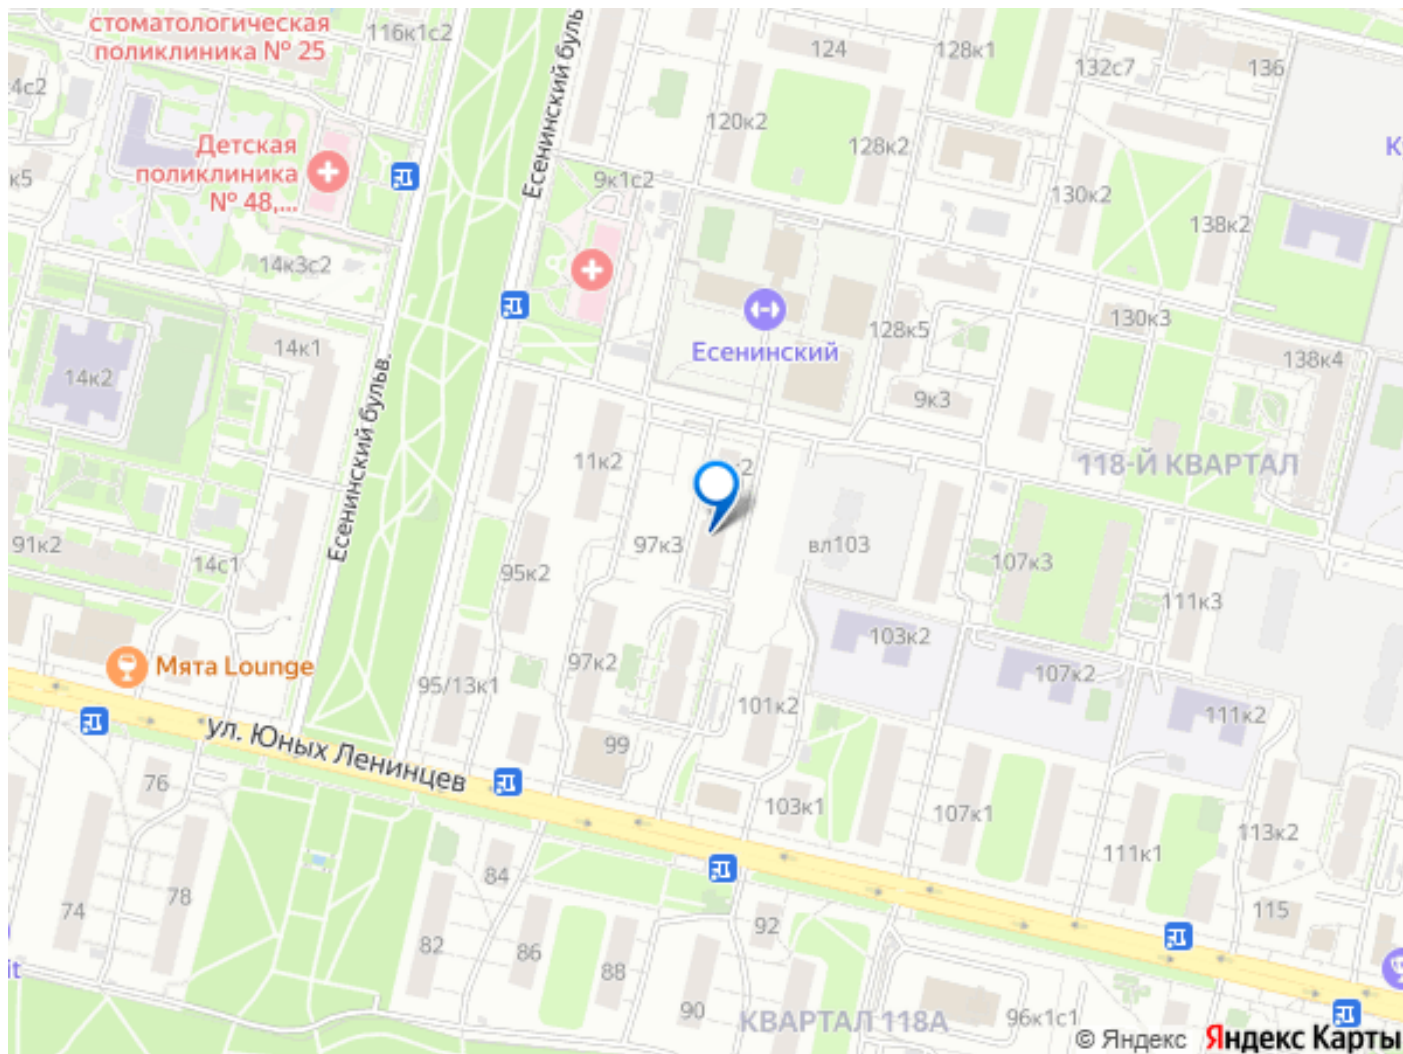 стоматологическая
поликлиника № 25
116к1с2
Есенинский буль
124
128к1
132с7
136
4с2
120к2
Детская
поликлиника
№ 48,...
128к2
К
к5
9к1с2
130к2
138к2
14к3с2
14к1
128к5
130к3
Есенинский
138к4
14к2
Есенинский бульв.
9к3
11к2
к2
118-Й КВАРТАЛ
91к2
14с1
97к3
вл103
95к2
107к3
111к3
103к2
Мята Lounge
97к2
107к2
95/13к1
101к2
111к2
ул. Юных Ленинцев
99
76
103к1
107к1
113к2
84
111к1
74
78
82
86
88
92
115
it
90
КВАРТАЛ 118А
96к1с1
© Яндекс Яндекс Карты